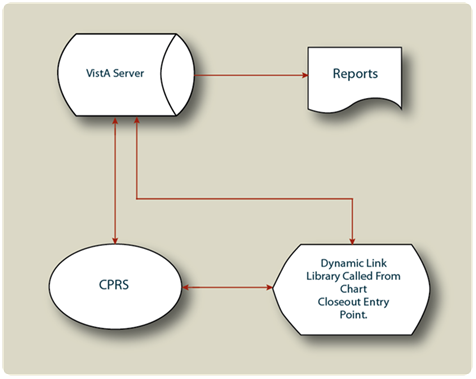 VistA Server
Reports
CPRS
Dynamic Link
Library Called From
Chart
Closeout Entry
Point.